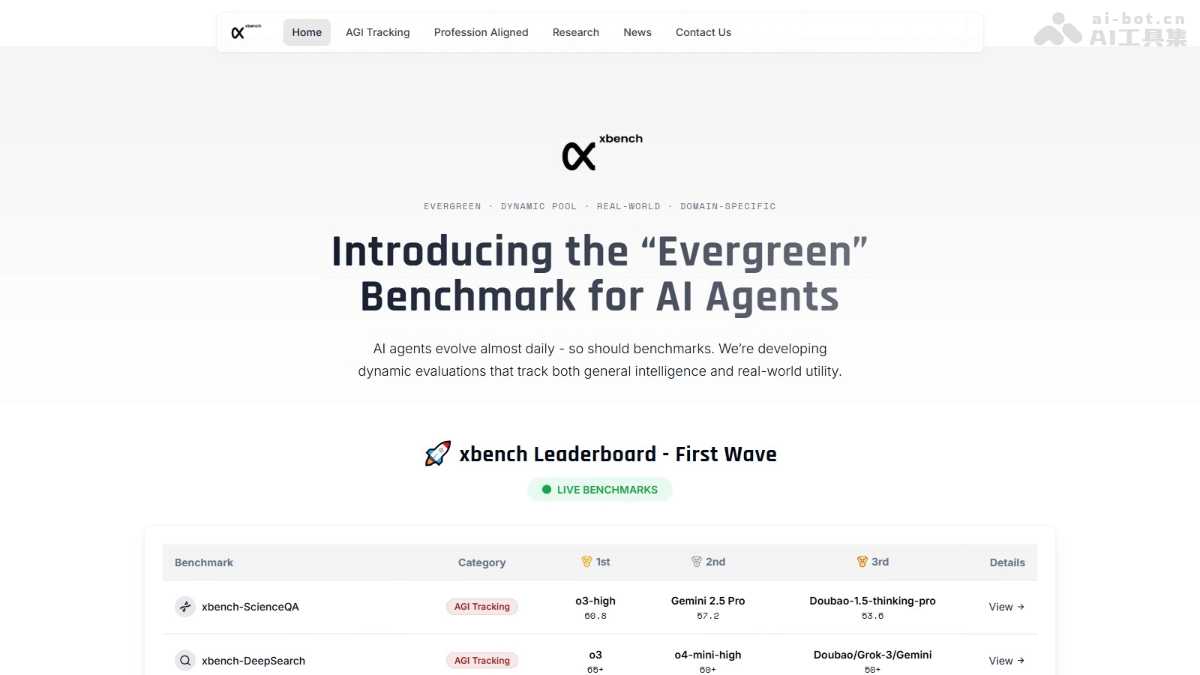 xbench
Home
AGI Tracking
Profession Aligned
Research
News
Contact Us
ai-bot.cn
AI工具集
xbench
EVERGREEN · DYNAMIC POOL · REAL-WORLD · DOMAIN-SPECIFIC
Introducing the “Evergreen”
Benchmark for AI Agents
AI agents evolve almost daily - so should benchmarks. We’re developing
dynamic evaluations that track both general intelligence and real-world utility.
xbench Leaderboard - First Wave
LIVE BENCHMARKS
Benchmark Category 1st 2nd 3rd Details
xbench-ScienceQA AGI Tracking o3-high Gemini 2.5 Pro Doubao-1.5-thinking-pro View →
60.8 57.2 53.6
xbench-DeepSearch AGI Tracking o3 o4-mini-high Doubao/Grok-3/Gemini View →
65+ 60+ 50+